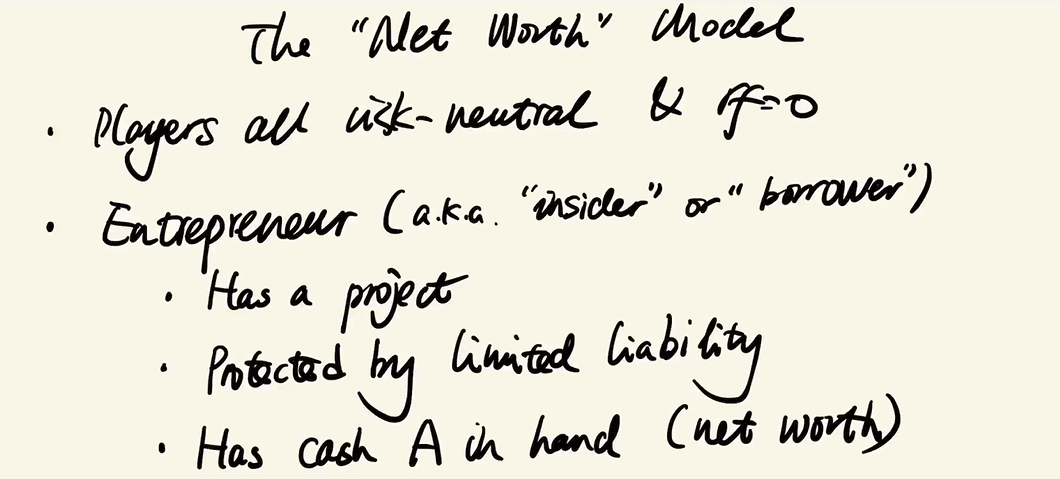 The "Net Worth" Model
• Players all risk-neutral & rf=0
• Entrepreneur (a.k.a. "insider" or "borrower")
• Has a project
• Protected by limited liability
• Has cash A in hand (net worth)